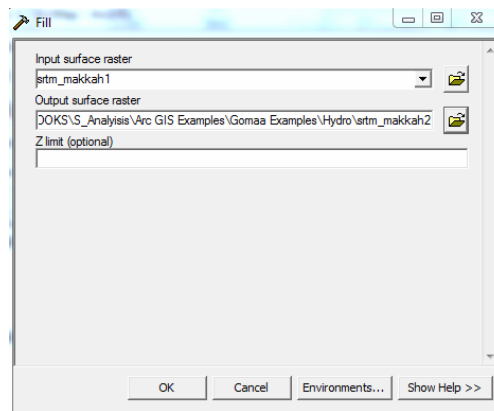 Fill
Input surface raster
srtm_makkah1
Output surface raster
OOKS\S_Analyisis\Arc GIS Examples\Gomaa Examples\Hydro\srtm_makkah2
Z limit (optional)
OK Cancel Environments... Show Help >>